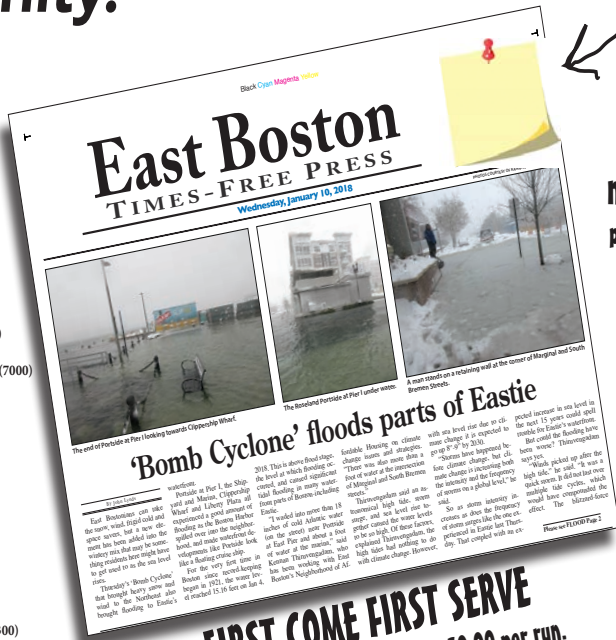 Black Cyan Magenta Yellow
East Boston
TIMES-FREE PRESS
Wednesday, January 10, 2018
The end of Portside at Pier I looking towards Clippership Wharf.
The Roseland Portside at Pier I under water.
A man stands on a retaining wall at the corner of Marginal and South
Bremen Streets.
'Bomb Cyclone' floods parts of Eastie
By John Lynds
East Bostonians can take
the snow, wind, frigid cold and
space savers, but a new ele-
ment has been added into the
wintery mix that may be some-
thing residents here might have
to get used to as the sea level
rises.
Thursday's 'Bomb Cyclone'
that brought heavy snow and
wind to the Northeast also
brought flooding to Eastie's
waterfront.
Portside at Pier I, the Ship-
yard and Marina, Clippership
Wharf and Liberty Plaza all
experienced a good amount of
flooding as the Boston Harbor
spilled over into the neighbor-
hood, and made waterfront de-
velopments like Portside look
like a floating cruise ship.
For the very first time in
Boston since record-keeping
began in 1921, the water lev-
el reached 15.16 feet on Jan 4,
2018. This is above flood stage,
the level at which flooding oc-
curred, and caused significant
tidal flooding in many water-
front parts of Boston-including
Eastie.
"I waded into more than 18
inches of cold Atlantic water
(on the street) near Portside
at East Pier and about a foot
of water at the marina," said
Kannan Thiruvengadam, who
has been working with East
Boston's Neighborhood of Af-
fordable Housing on climate
change issues and strategies.
"There was also more than a
foot of water at the intersection
of Marginal and South Bremen
streets."
Thiruvengadam and an as-
tronomical high tide, storm
surge, and sea level rise to-
gether caused the water levels
to be so high. Of these factors,
explained Thiruvengadam, the
high tides had nothing to do
with climate change. However,
with sea level rise due to cli-
mate change it is expected to
go up 8"-9" by 2030).
"Storms have happened be-
fore climate change, but cli-
mate change is increasing both
the intensity and the frequency
of storms on a global level," he
says.
So as storm intensity in-
creases as does the frequency
of storm surges like the one ex-
perienced in Eastie last Thurs-
day. That coupled with an ex-
pected increase in sea level in
the next 15 years could spell
trouble for Eastie's waterfront.
But could the flooding have
been worse? Thiruvengadam
says yes.
"Winds picked up after the
high tide," he said. "It was a
quick storm. It did not last over
multiple tide cycles, which
would have compounded the
effect. The blizzard-force
Please see FLOOD Page 2
(7000)
FIRST COME FIRST SERVE